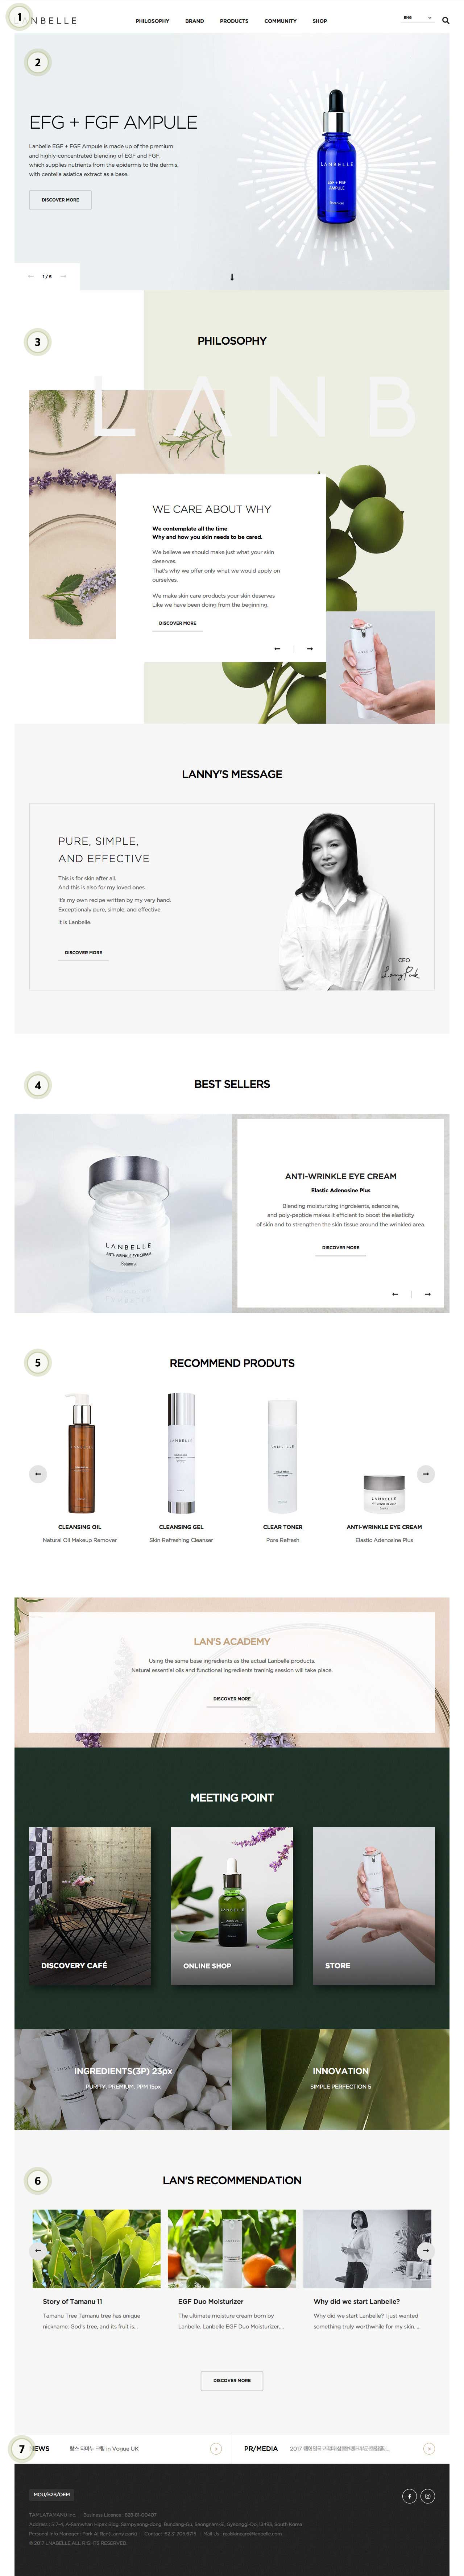 1
NBELLE
PHILOSOPHY
BRAND
PRODUCTS
COMMUNITY
SHOP
ENG
2
EFG + FGF AMPULE
Lanbelle EGF + FGF Ampule is made up of the premium
and highly-concentrated blending of EGF and FGF,
which supplies nutrients from the epidermis to the dermis,
with centella asiatica extract as a base.
DISCOVER MORE
LANBELLE
EGF + FGF
AMPULE
Botanical
1 / 5
3
PHILOSOPHY
LANB
WE CARE ABOUT WHY
We contemplate all the time
Why and how you skin needs to be cared.
We believe we should make just what your skin
deserves.
That's why we offer only what we would apply on
ourselves.
We make skin care products your skin deserves
Like we have been doing from the beginning.
DISCOVER MORE
LANNY'S MESSAGE
PURE, SIMPLE,
AND EFFECTIVE
This is for skin after all.
And this is also for my loved ones.
It's my own recipe written by my very hand.
Exceptionaly pure, simple, and effective.
It is Lanbelle.
DISCOVER MORE
CEO
4
BEST SELLERS
LANBELLE
ANTI-WRINKLE EYE CREAM
Botanical
ANTI-WRINKLE EYE CREAM
Elastic Adenosine Plus
Blending moisturizing ingredients, adenosine,
and poly-peptide makes it efficient to boost the elasticity
of skin and to strengthen the skin tissue around the wrinkled area.
DISCOVER MORE
5
RECOMMEND PRODUTS
LANBELLE
LANBELLE
LANBELLE
LANBELLE
CLEANSING OIL
Natural Oil Makeup Remover
CLEANSING GEL
Skin Refreshing Cleanser
CLEAR TONER
Pore Refresh
ANTI-WRINKLE EYE CREAM
Elastic Adenosine Plus
LAN'S ACADEMY
Using the same base ingredients as the actual Lanbelle products.
Natural essential oils and functional ingredients training session will take place.
DISCOVER MORE
MEETING POINT
DISCOVERY CAFÉ
LANBELLE
ONLINE SHOP
STORE
INGREDIENTS(3P) 23px
PURITY, PREMIUM, PPM 15px
INNOVATION
SIMPLE PERFECTION 5
6
LAN'S RECOMMENDATION
Story of Tamanu 11
Tamanu Tree Tamanu tree has unique
nickname: God's tree, and its fruit is...
EGF Duo Moisturizer
The ultimate moisture cream born by
Lanbelle. Lanbelle EGF Duo Moisturizer....
Why did we start Lanbelle?
Why did we start Lanbelle? I just wanted
something truly worthwhile for my skin. ...
DISCOVER MORE
7
EWS
in Vogue UK
PR/MEDIA
2017
MOU/B2B/OEM
Business Licence : 829-81-00407
© 2017 LNABELLE.ALL RIGHTS RESERVED.